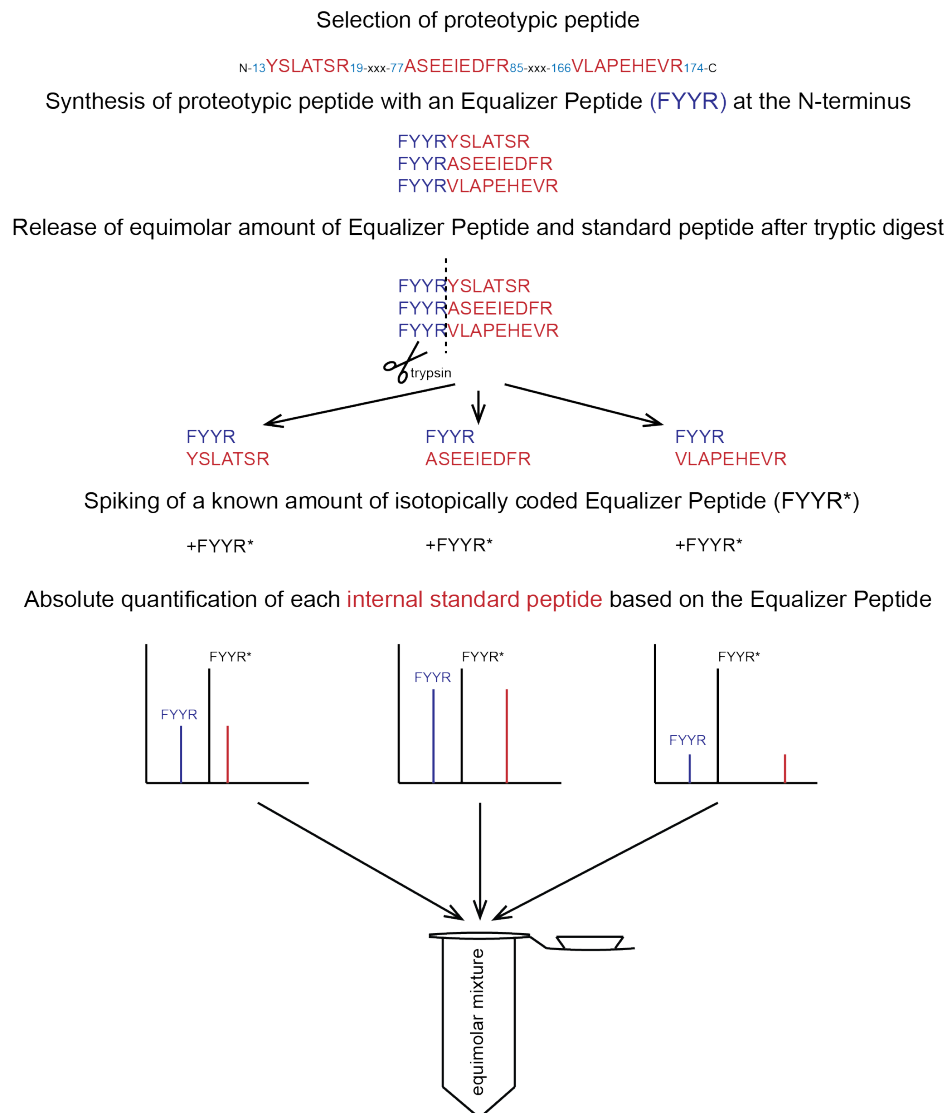 Selection of proteotypic peptide
N-13YSLATSR19-xxx-77ASEEIEDFR85-xxx-166VLAPEHEVR174-C
Synthesis of proteotypic peptide with an Equalizer Peptide (FYYR) at the N-terminus
FYYRYSLATSR
FYYRASEEIEDFR
FYYRVLAPEHEVR
Release of equimolar amount of Equalizer Peptide and standard peptide after tryptic digest
FYYRYSLATSR
FYYRASEEIEDFR
FYYRVLAPEHEVR
trypsin
FYYR FYYR FYYR
YSLATSR ASEEIEDFR VLAPEHEVR
Spiking of a known amount of isotopically coded Equalizer Peptide (FYYR*)
+FYYR* +FYYR* +FYYR*
Absolute quantification of each internal standard peptide based on the Equalizer Peptide
FYYR* FYYR* FYYR*
FYYR FYYR FYYR
equimolar mixture